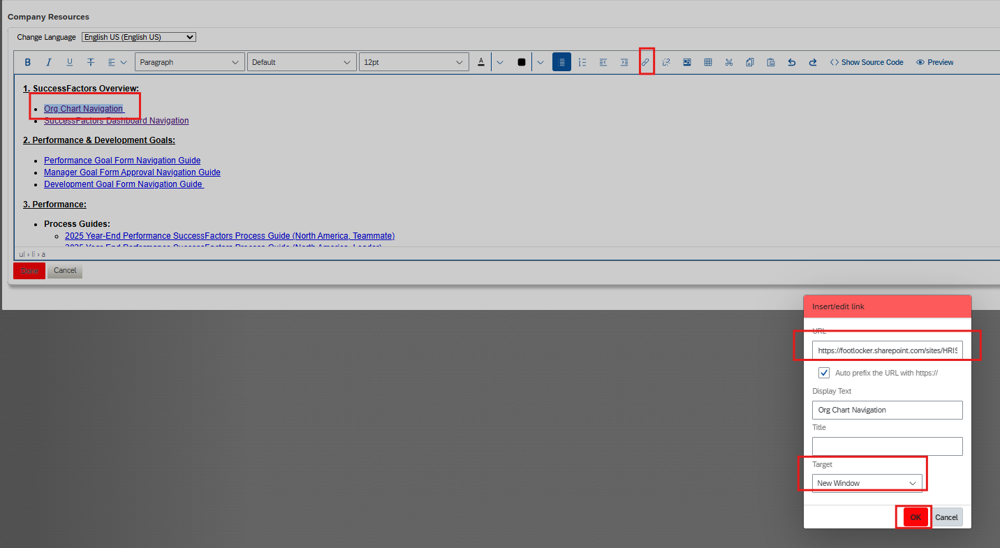 Company Resources
Change Language English US (English US)
B I U T Paragraph Default 12pt A Show Source Code Preview
1. SuccessFactors Overview:
Org Chart Navigation
SuccessFactors Dashboard Navigation
2. Performance & Development Goals:
Performance Goal Form Navigation Guide
Manager Goal Form Approval Navigation Guide
Development Goal Form Navigation Guide
3. Performance:
Process Guides:
2025 Year-End Performance SuccessFactors Process Guide (North America, Teammate)
2025 Year-End Performance SuccessFactors Process Guide (North America, Leader)
ul › li › a
Done Cancel
Insert/edit link
URL
https://footlocker.sharepoint.com/sites/HRIS
Auto prefix the URL with https://
Display Text
Org Chart Navigation
Title
Target
New Window
OK Cancel